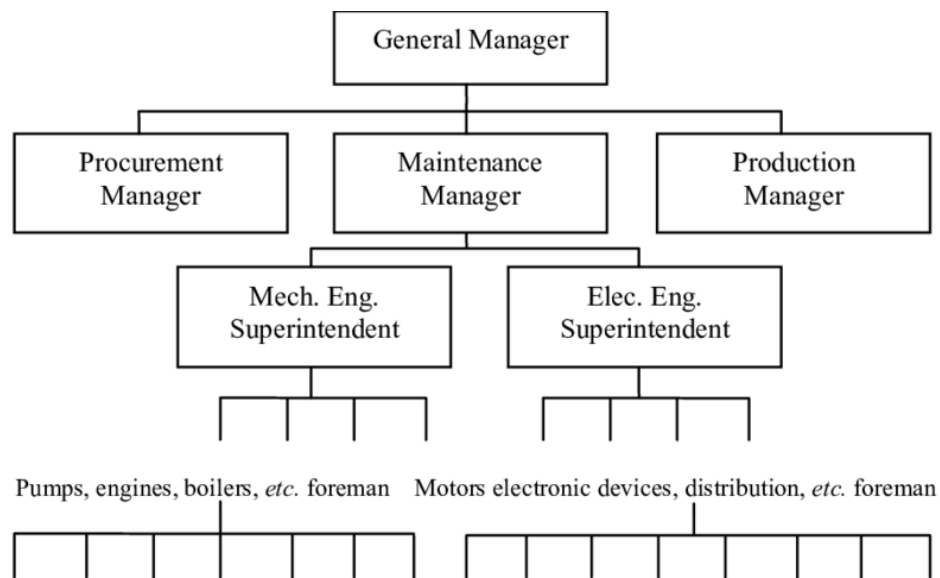 General Manager
Procurement
Manager
Maintenance
Manager
Production
Manager
Mech. Eng.
Superintendent
Elec. Eng.
Superintendent
Pumps, engines, boilers, etc. foreman
Motors electronic devices, distribution, etc. foreman